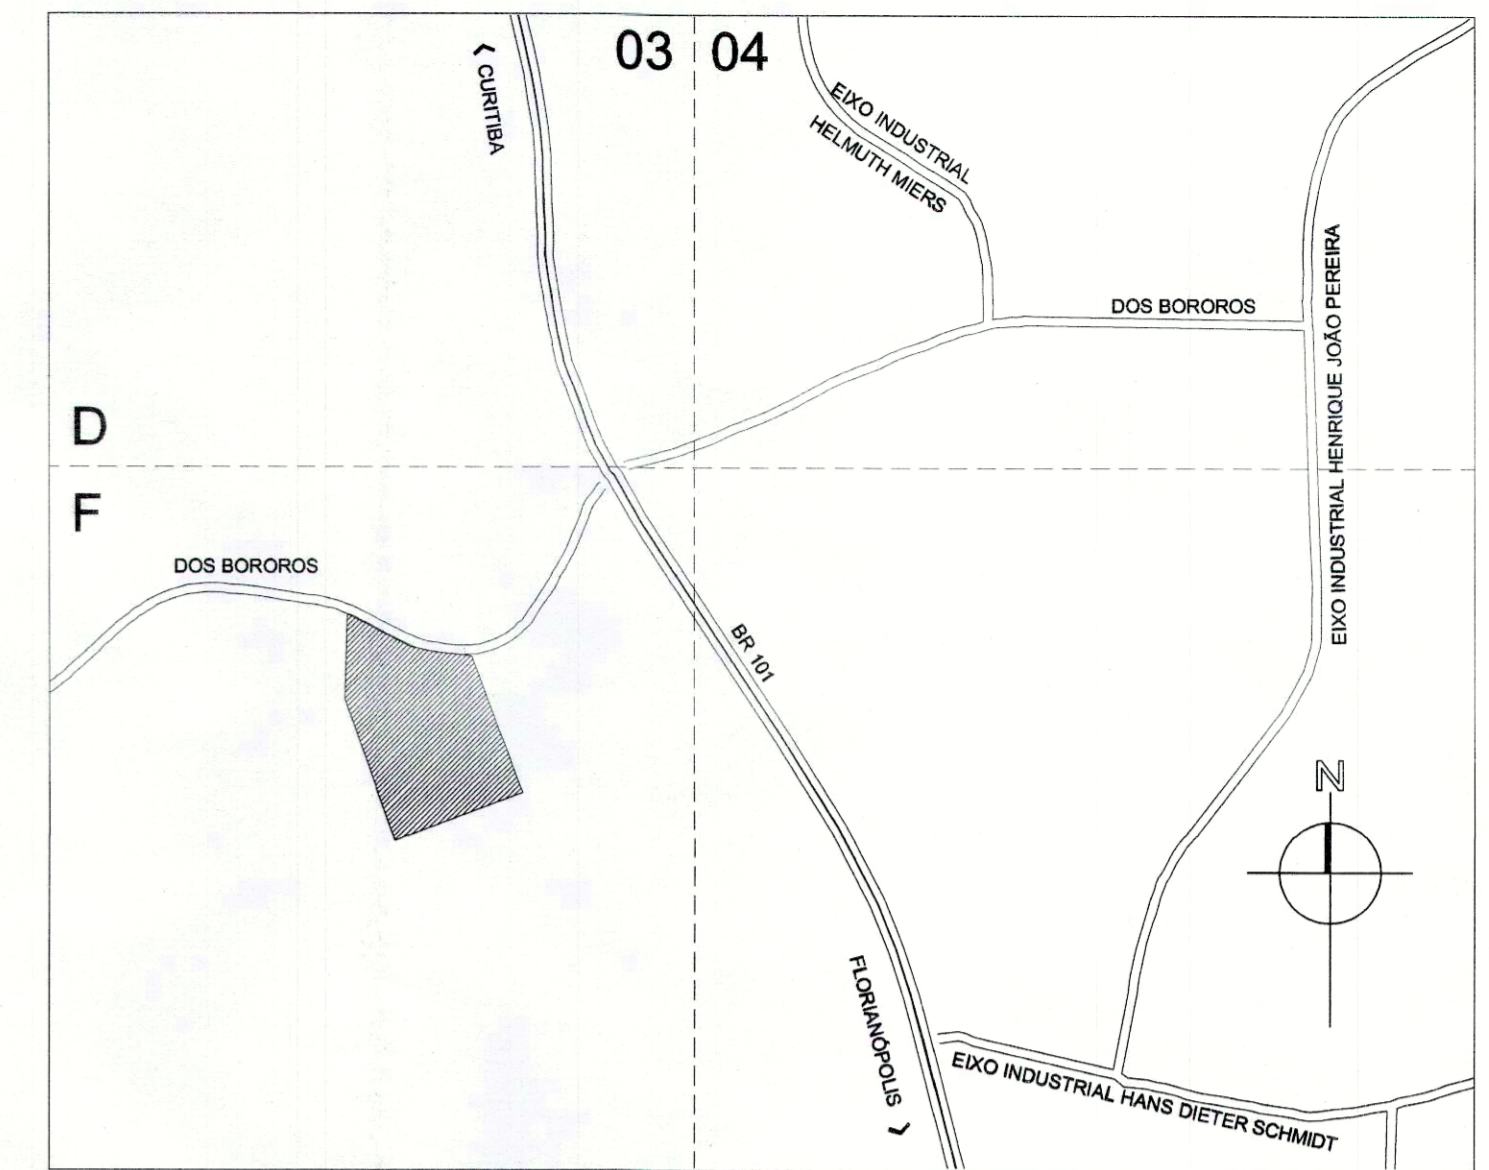 03 04
CURITIBA
EIXO INDUSTRIAL
HELMUTH MIERS
DOS BOROROS
EIXO INDUSTRIAL HENRIQUE JOÃO PEREIRA
D
F
DOS BOROROS
BR 101
N
FLORIANÓPOLIS
EIXO INDUSTRIAL HANS DIETER SCHMIDT